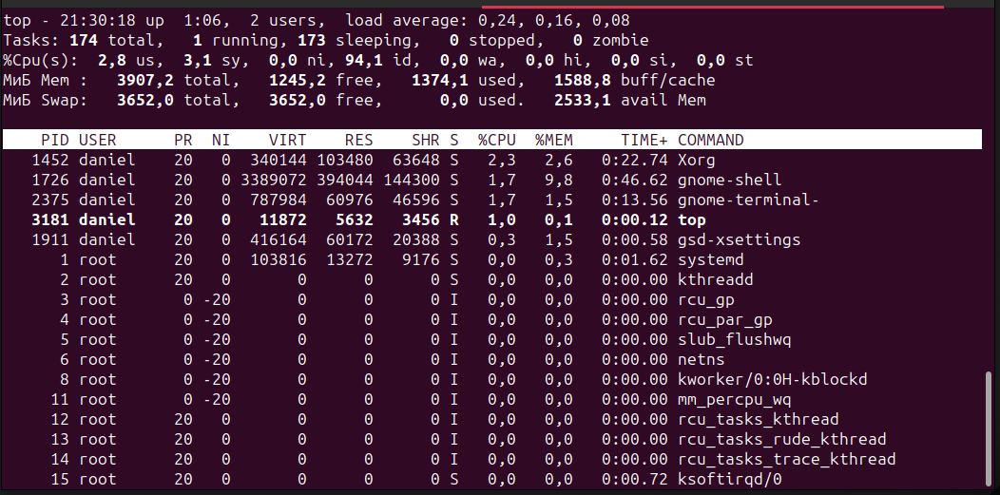 top - 21:30:18 up  1:06,  2 users,  load average: 0,24, 0,16, 0,08
Tasks: 174 total,   1 running, 173 sleeping,   0 stopped,   0 zombie
%Cpu(s):  2,8 us,  3,1 sy,  0,0 ni, 94,1 id,  0,0 wa,  0,0 hi,  0,0 si,  0,0 st
МиБ Mem :   3907,2 total,   1245,2 free,   1374,1 used,   1588,8 buff/cache
МиБ Swap:   3652,0 total,   3652,0 free,      0,0 used.   2533,1 avail Mem
PID USER      PR  NI    VIRT    RES    SHR S  %CPU  %MEM     TIME+ COMMAND
1452 daniel    20   0  340144 103480  63648 S   2,3   2,6   0:22.74 Xorg
1726 daniel    20   0 3389072 394044 144300 S   1,7   9,8   0:46.62 gnome-shell
2375 daniel    20   0  787984  60976  46596 S   1,7   1,5   0:13.56 gnome-terminal-
3181 daniel    20   0   11872   5632   3456 R   1,0   0,1   0:00.12 top
1911 daniel    20   0  416164  60172  20388 S   0,3   1,5   0:00.58 gsd-xsettings
1 root      20   0  103816  13272   9176 S   0,0   0,3   0:01.62 systemd
2 root      20   0       0      0      0 S   0,0   0,0   0:00.00 kthreadd
3 root       0 -20       0      0      0 I   0,0   0,0   0:00.00 rcu_gp
4 root       0 -20       0      0      0 I   0,0   0,0   0:00.00 rcu_par_gp
5 root       0 -20       0      0      0 I   0,0   0,0   0:00.00 slub_flushwq
6 root       0 -20       0      0      0 I   0,0   0,0   0:00.00 netns
8 root       0 -20       0      0      0 I   0,0   0,0   0:00.00 kworker/0:0H-kblockd
11 root       0 -20       0      0      0 I   0,0   0,0   0:00.00 mm_percpu_wq
12 root      20   0       0      0      0 I   0,0   0,0   0:00.00 rcu_tasks_kthread
13 root      20   0       0      0      0 I   0,0   0,0   0:00.00 rcu_tasks_rude_kthread
14 root      20   0       0      0      0 I   0,0   0,0   0:00.00 rcu_tasks_trace_kthread
15 root      20   0       0      0      0 S   0,0   0,0   0:00.72 ksoftirqd/0